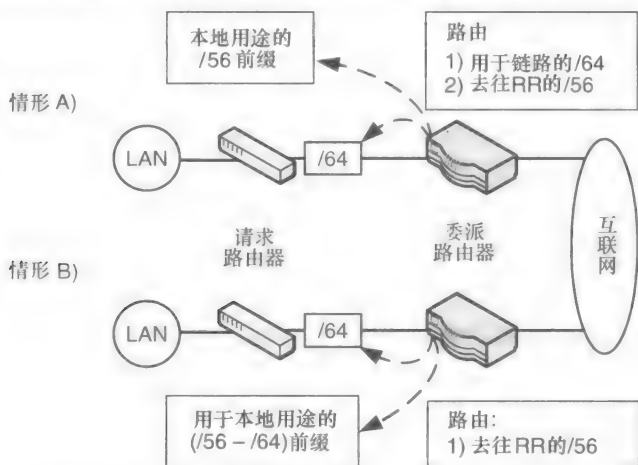 本地用途的
/56 前缀
路由
1) 用于链路的/64
2) 去往RR的/56
情形 A)
LAN
/64
请求
路由器
委派
路由器
互
联
网
情形 B)
LAN
/64
用于本地用途的
(/56 – /64)前缀
路由:
1) 去往RR的/56